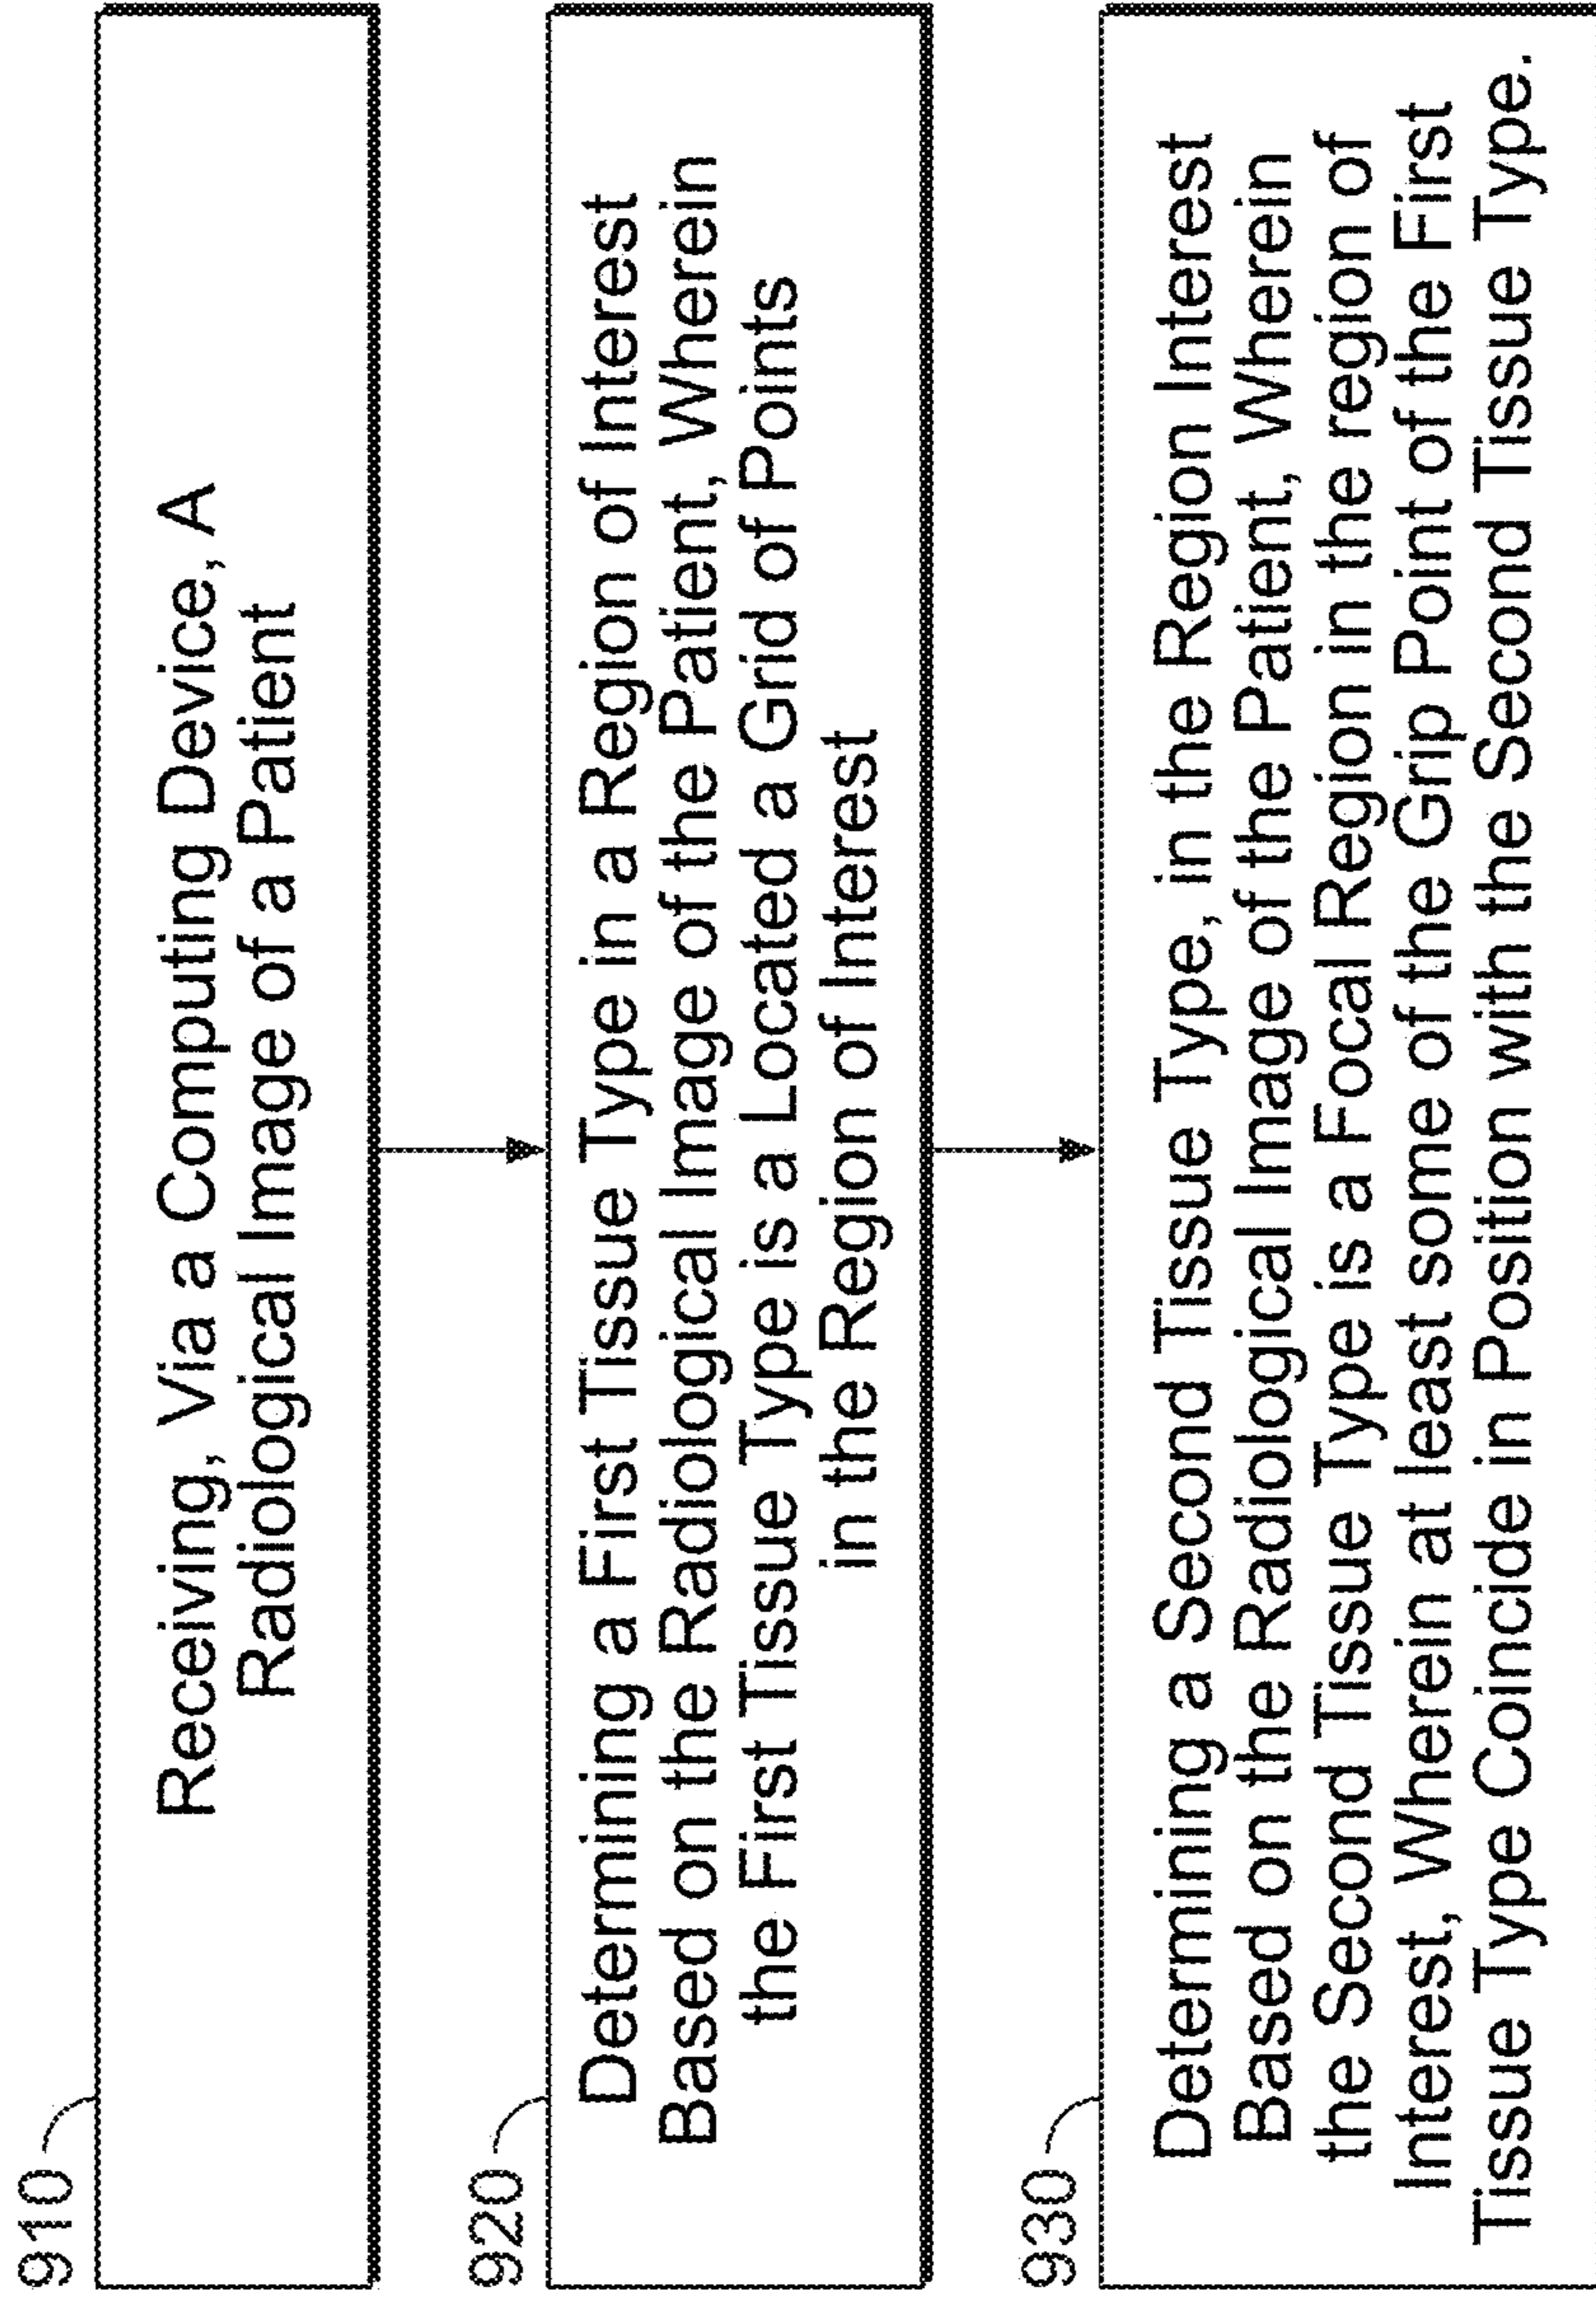 910
Receiving, Via a Computing Device, A
Radiological Image of a Patient
920
Determining a First Tissue Type in a Region of Interest
Based on the Radiological Image of the Patient, Wherein
the First Tissue Type is a Located a Grid of Points
in the Region of Interest
930
Determining a Second Tissue Type, in the Region Interest
Based on the Radiological Image of the Patient, Wherein
the Second Tissue Type is a Focal Region in the region of
Interest, Wherein at least some of the Grip Point of the First
Tissue Type Coincide in Position with the Second Tissue Type.